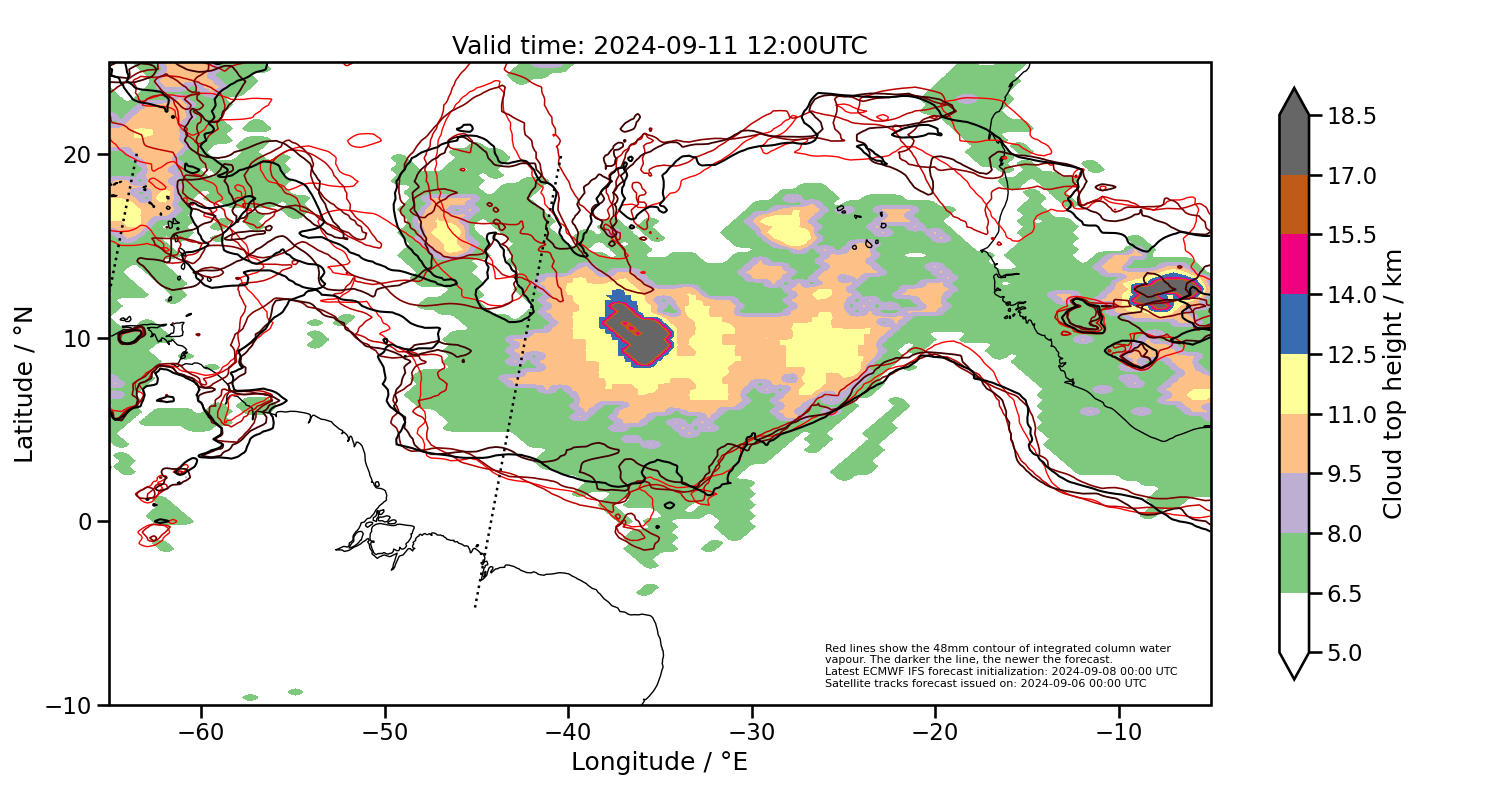 Valid time: 2024-09-11 12:00UTC
Latitude / °N
20
10
0
−10
−60
−50
−40
−30
−20
−10
Longitude / °E
Red lines show the 48mm contour of integrated column water
vapour. The darker the line, the newer the forecast.
Latest ECMWF IFS forecast initialization: 2024-09-08 00:00 UTC
Satellite tracks forecast issued on: 2024-09-06 00:00 UTC
18.5
17.0
15.5
14.0
12.5
11.0
9.5
8.0
6.5
5.0
Cloud top height / km